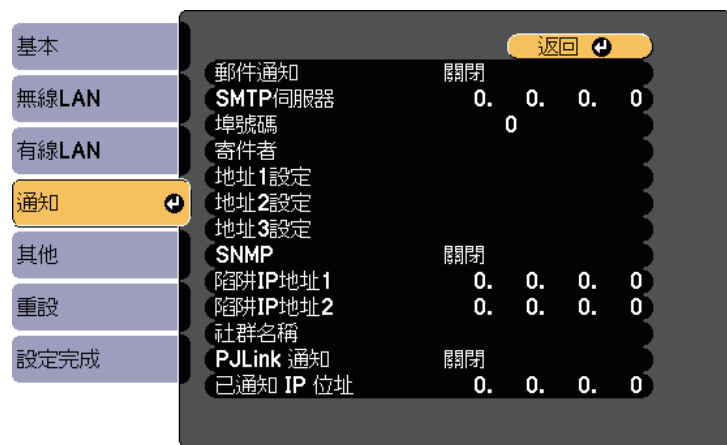 基本
無線LAN
有線LAN
通知
其他
重設
設定完成
返回
郵件通知 關閉
SMTP伺服器 0. 0. 0. 0
埠號碼 0
寄件者
地址1設定
地址2設定
地址3設定
SNMP 關閉
陷阱IP地址1 0. 0. 0. 0
陷阱IP地址2 0. 0. 0. 0
社群名稱
PJLink 通知 關閉
已通知 IP 位址 0. 0. 0. 0